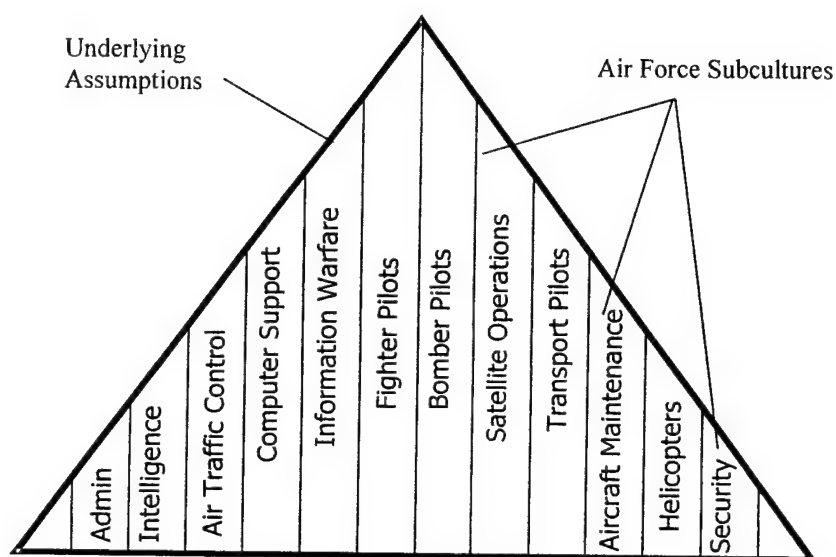 Underlying
Assumptions
Air Force Subcultures
Admin
Intelligence
Air Traffic Control
Computer Support
Information Warfare
Fighter Pilots
Bomber Pilots
Satellite Operations
Transport Pilots
Aircraft Maintenance
Helicopters
Security